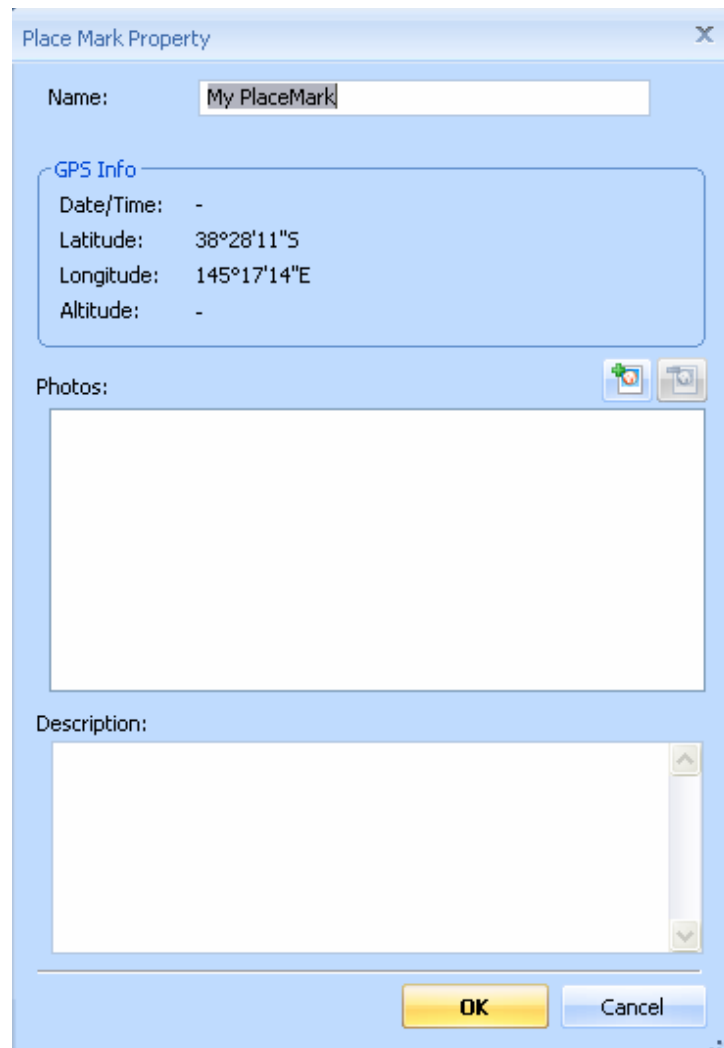 Place Mark Property
Name: My PlaceMark
GPS Info
Date/Time: -
Latitude: 38°28'11"S
Longitude: 145°17'14"E
Altitude: -
Photos:
Description:
OK Cancel